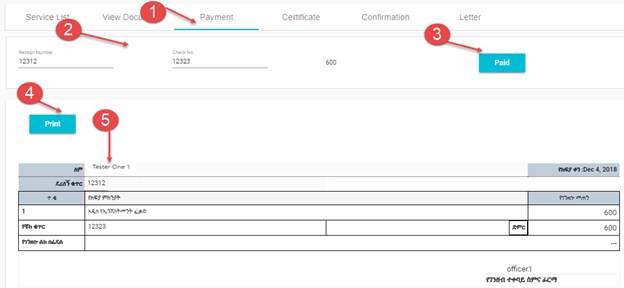 Service List View Docu Payment Certificate Confirmation Letter
1
2
3
Receipt Number Check No
12312 12323 600 Paid
4
Print
5
ስም Tester One 1 የክፍያ ቀን :Dec 4, 2018
ደረሰኝ ቁጥር 12312
ተ.ቁ የክፍያ ምክንያት የገንዘቡ መጠን
1 አዲስ የኢንቨስትመንት ፈቃድ 600
የቼክ ቁጥር 12323 ድምር 600
የገንዘቡ ልክ በፊደል ---
officer1
የገንዘብ ተቀባይ ስምና ፊርማ